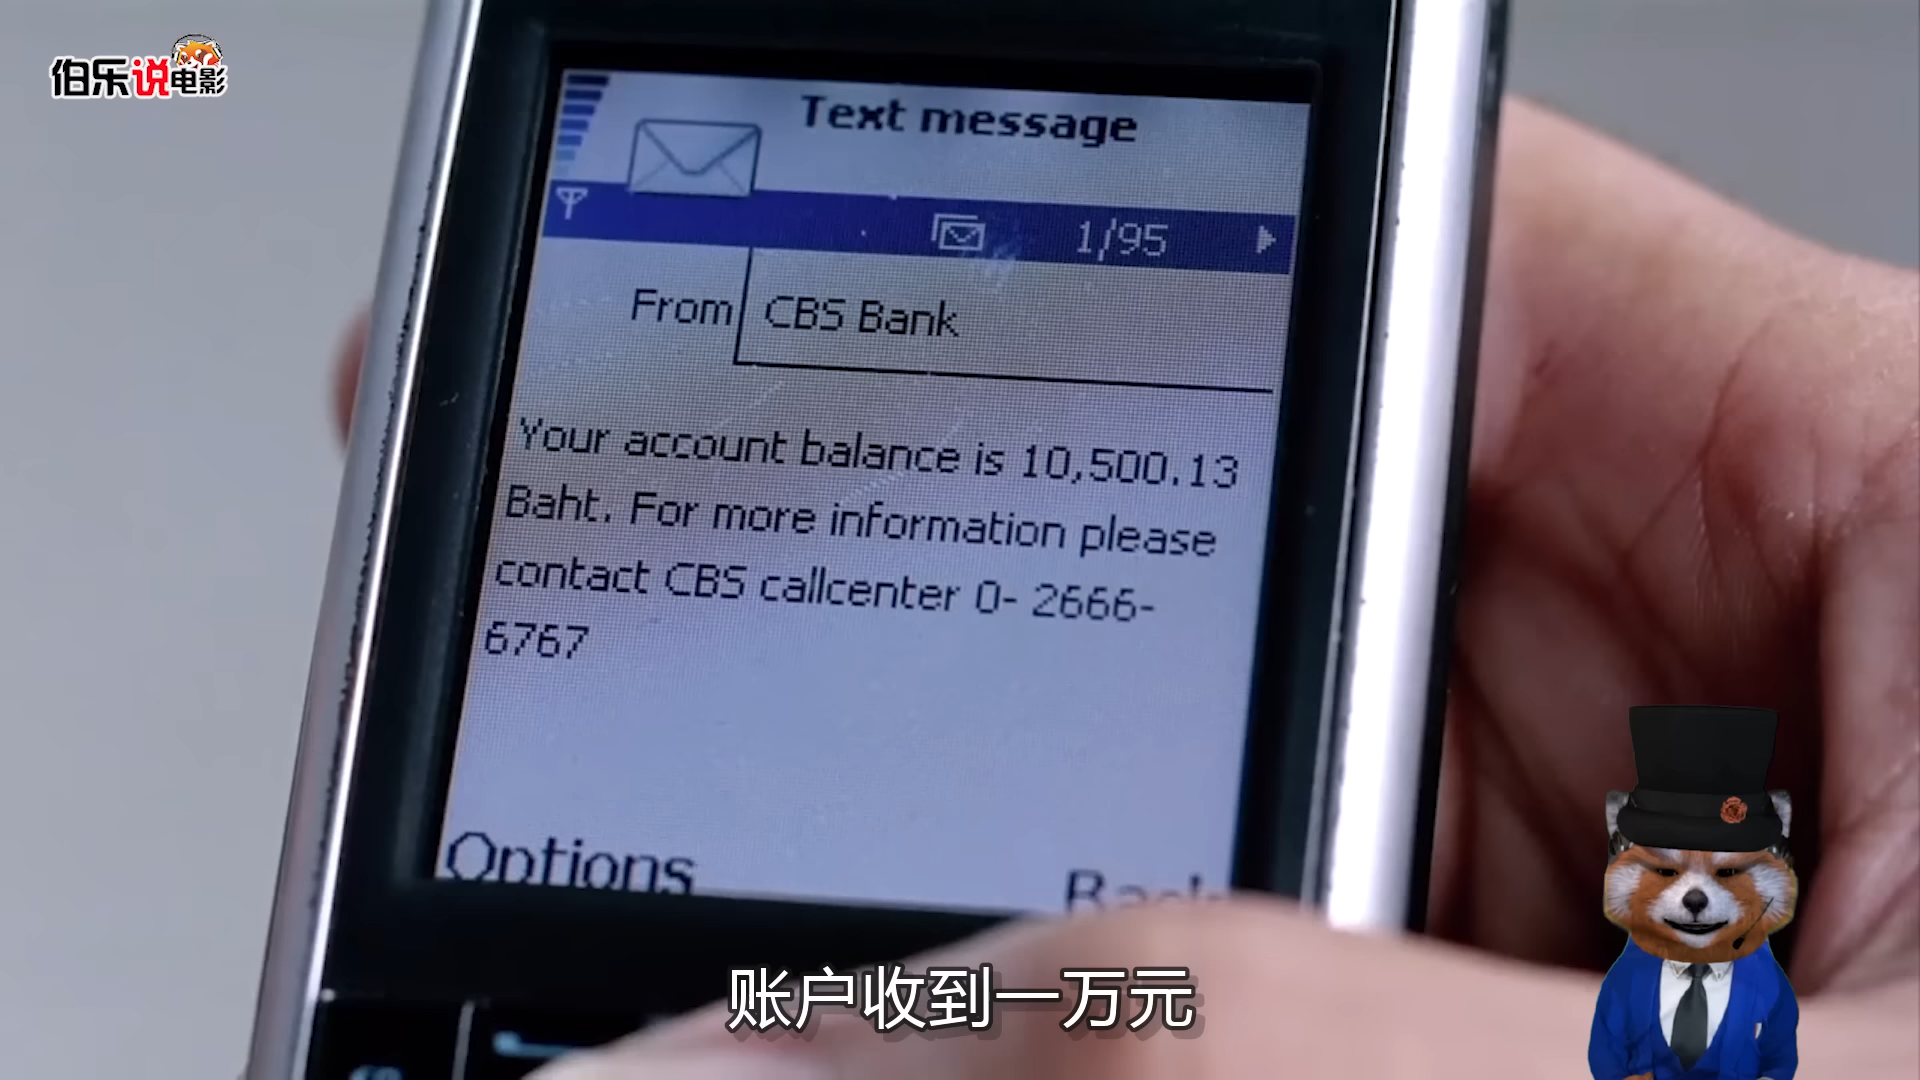 伯乐说电影
Text message
1/95
From CBS Bank
Your account balance is 10,500.13
Baht. For more information please
contact CBS callcenter 0- 2666-
6767
Options
Back
账户收到一万元